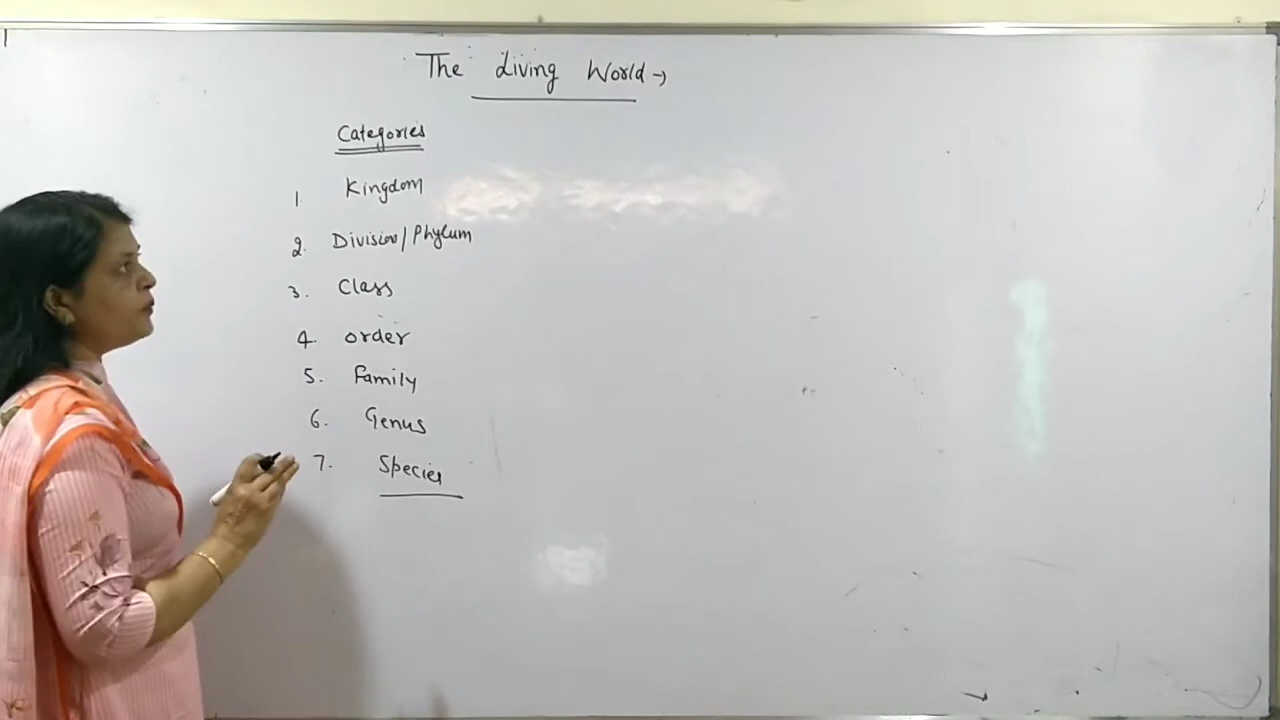 The Living World →
Categories
1. Kingdom
2. Division/Phylum
3. Class
4. order
5. Family
6. Genus
7. Species